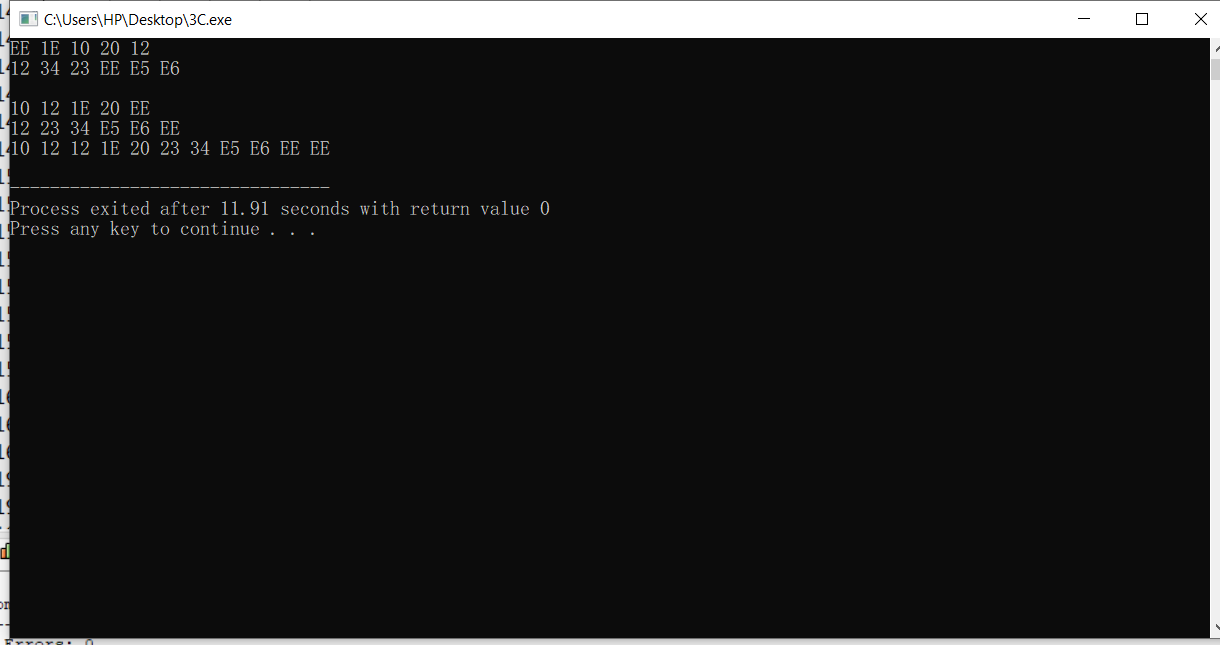 C:\Users\HP\Desktop\3C.exe
EE 1E 10 20 12
12 34 23 EE E5 E6
10 12 1E 20 EE
12 23 34 E5 E6 EE
10 12 12 1E 20 23 34 E5 E6 EE EE
--------------------------------
Process exited after 11.91 seconds with return value 0
Press any key to continue . . .
Errors: 0